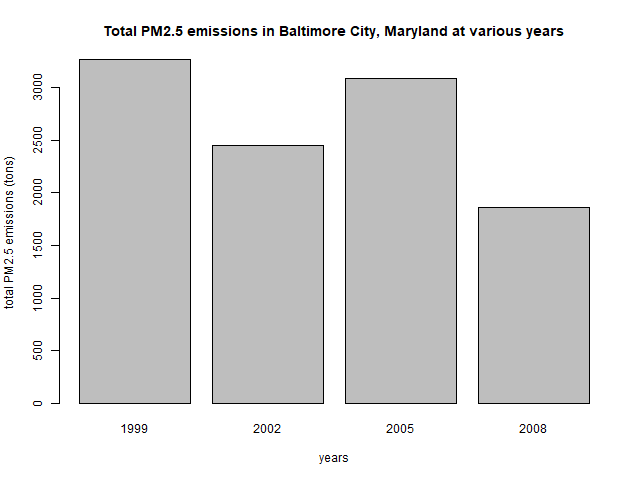 Total PM2.5 emissions in Baltimore City, Maryland at various years
total PM2.5 emissions (tons)
3000
2500
2000
1500
1000
500
0
1999 2002 2005 2008
years